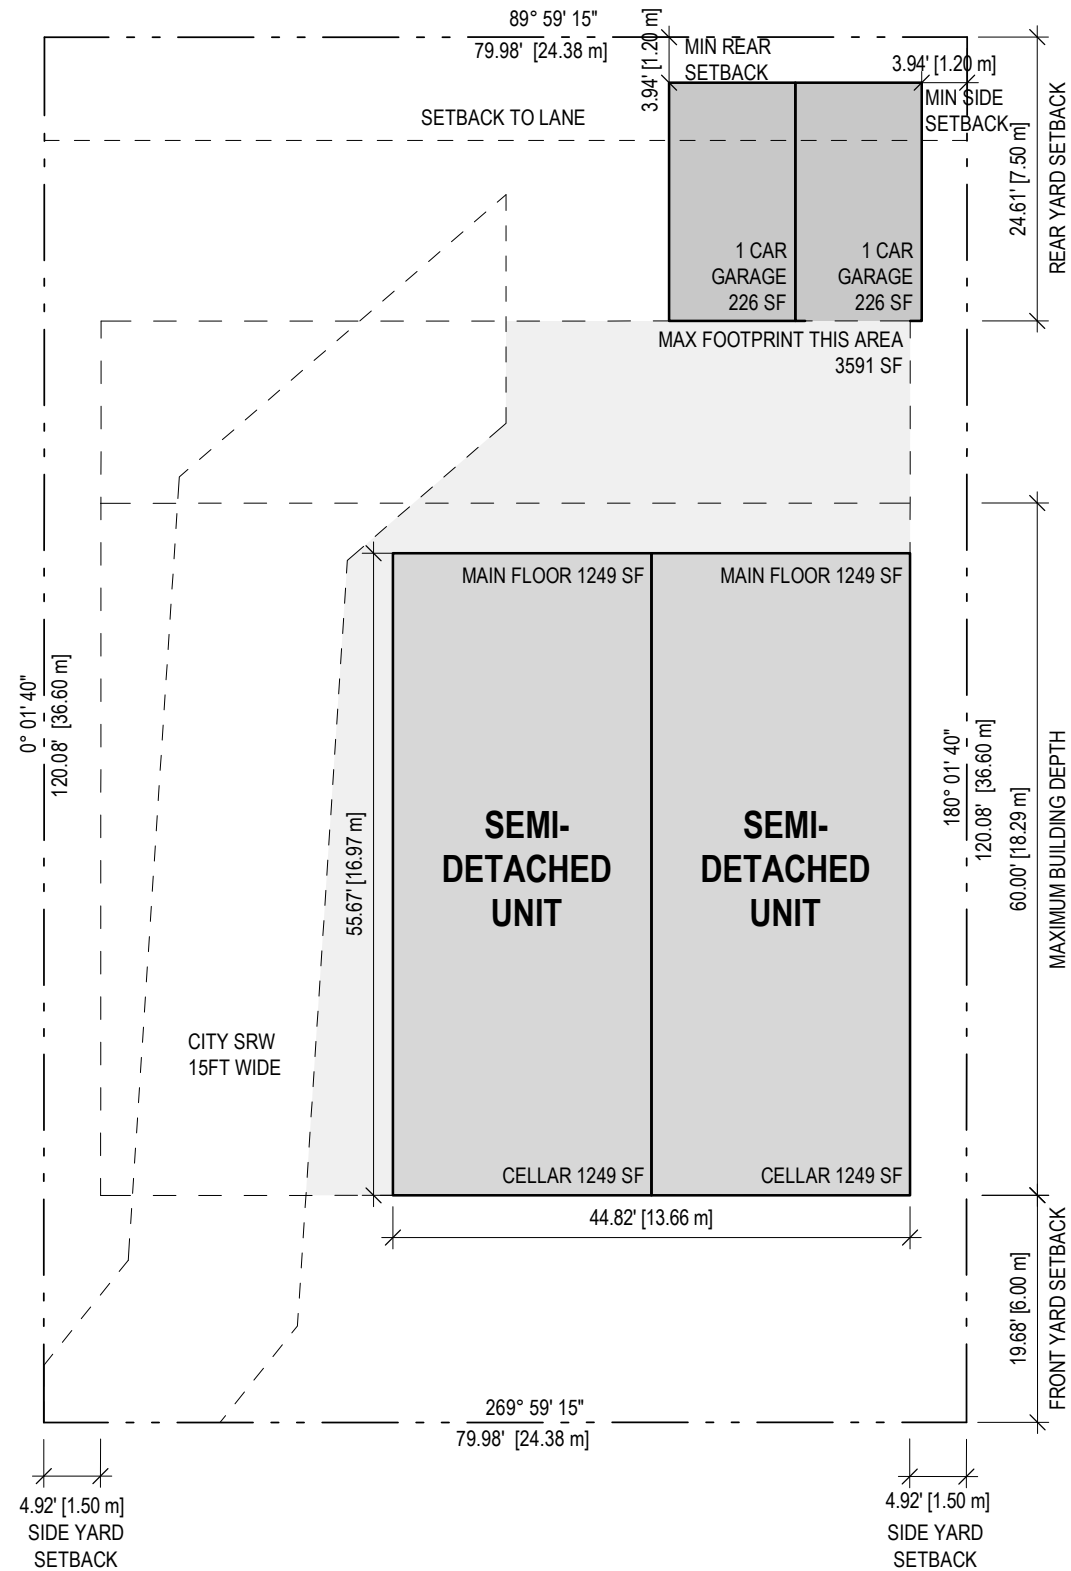 89° 59' 15"
79.98' [24.38 m]
3.94' [1.20 m]
MIN REAR
SETBACK
3.94' [1.20 m]
MIN SIDE
SETBACK
SETBACK TO LANE
24.61' [7.50 m]
REAR YARD SETBACK
1 CAR
GARAGE
226 SF
1 CAR
GARAGE
226 SF
MAX FOOTPRINT THIS AREA
3591 SF
MAIN FLOOR 1249 SF
MAIN FLOOR 1249 SF
0° 01' 40"
120.08' [36.60 m]
55.67' [16.97 m]
SEMI-
DETACHED
UNIT
SEMI-
DETACHED
UNIT
180° 01' 40"
120.08' [36.60 m]
60.00' [18.29 m]
MAXIMUM BUILDING DEPTH
CITY SRW
15FT WIDE
CELLAR 1249 SF
CELLAR 1249 SF
44.82' [13.66 m]
19.68' [6.00 m]
FRONT YARD SETBACK
269° 59' 15"
79.98' [24.38 m]
4.92' [1.50 m]
SIDE YARD
SETBACK
4.92' [1.50 m]
SIDE YARD
SETBACK